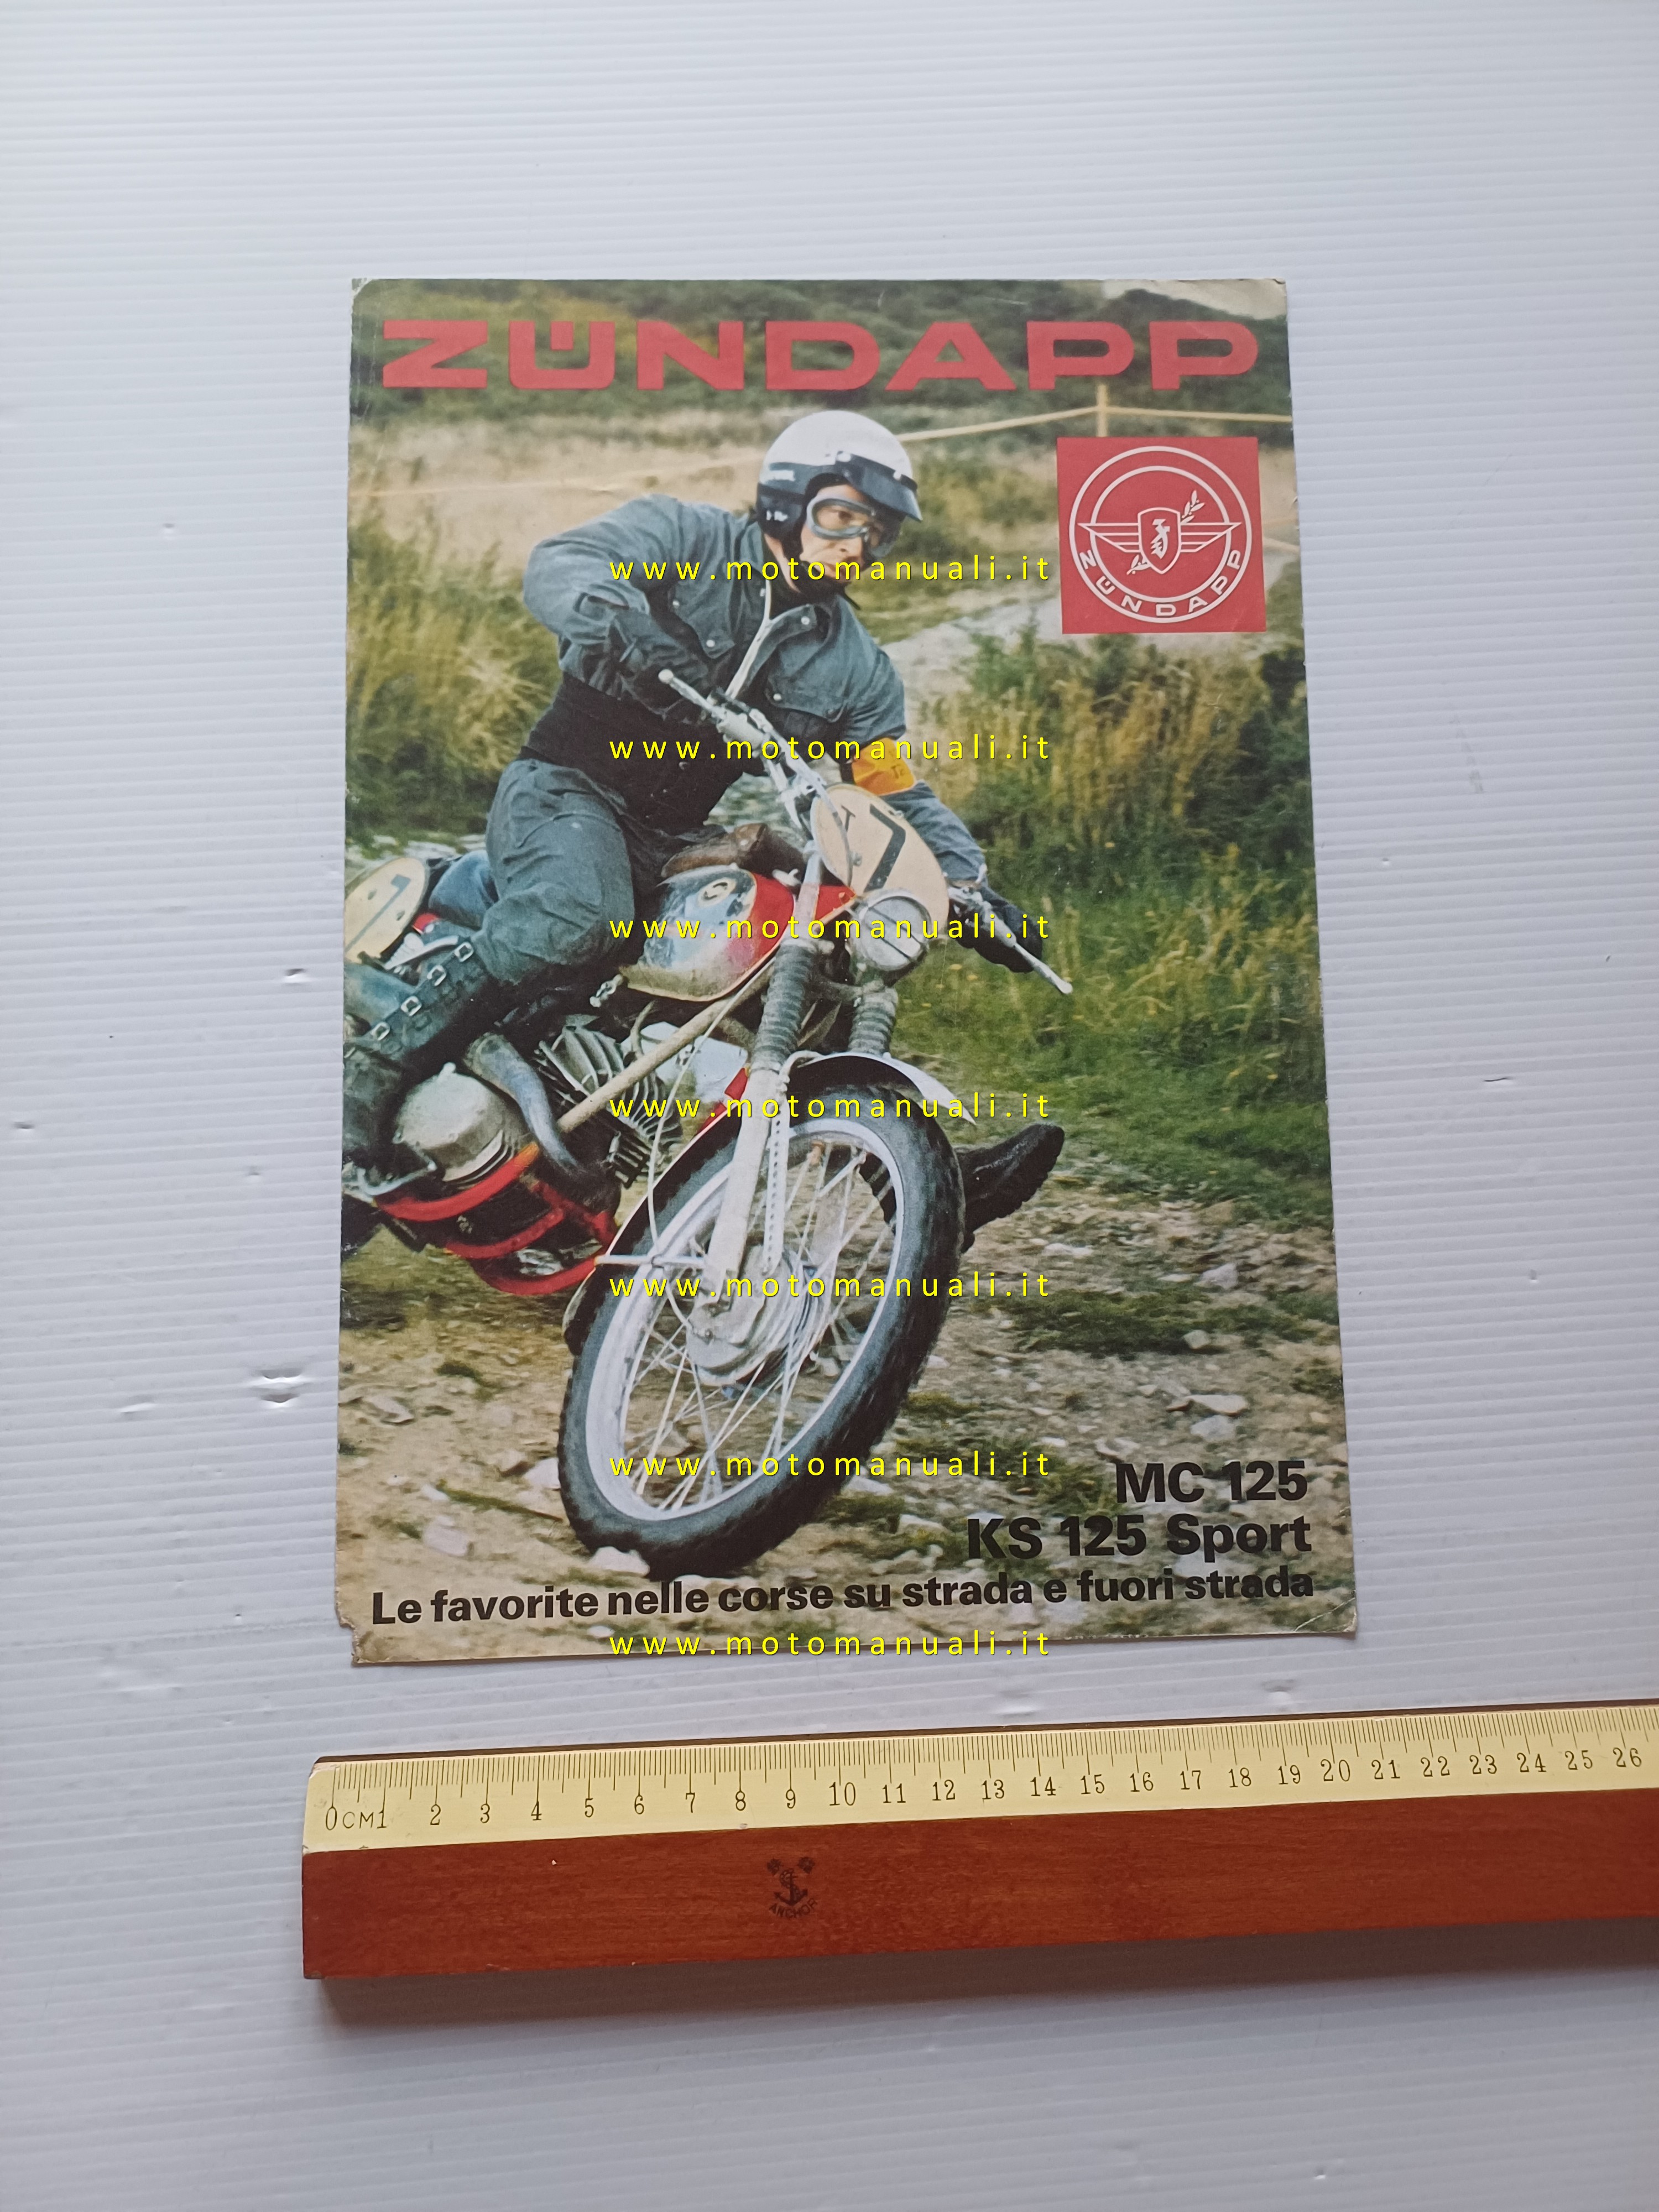 ZÜNDAPP
ZÜNDAPP
www.motomanuali.it
www.motomanuali.it
7
www.motomanuali.it
www.motomanuali.it
www.motomanuali.it
www.motomanuali.it
MC 125
KS 125 Sport
Le favorite nelle corse su strada e fuori strada
www.motomanuali.it
0 CM 1 2 3 4 5 6 7 8 9 10 11 12 13 14 15 16 17 18 19 20 21 22 23 24 25 26
ANCHOR